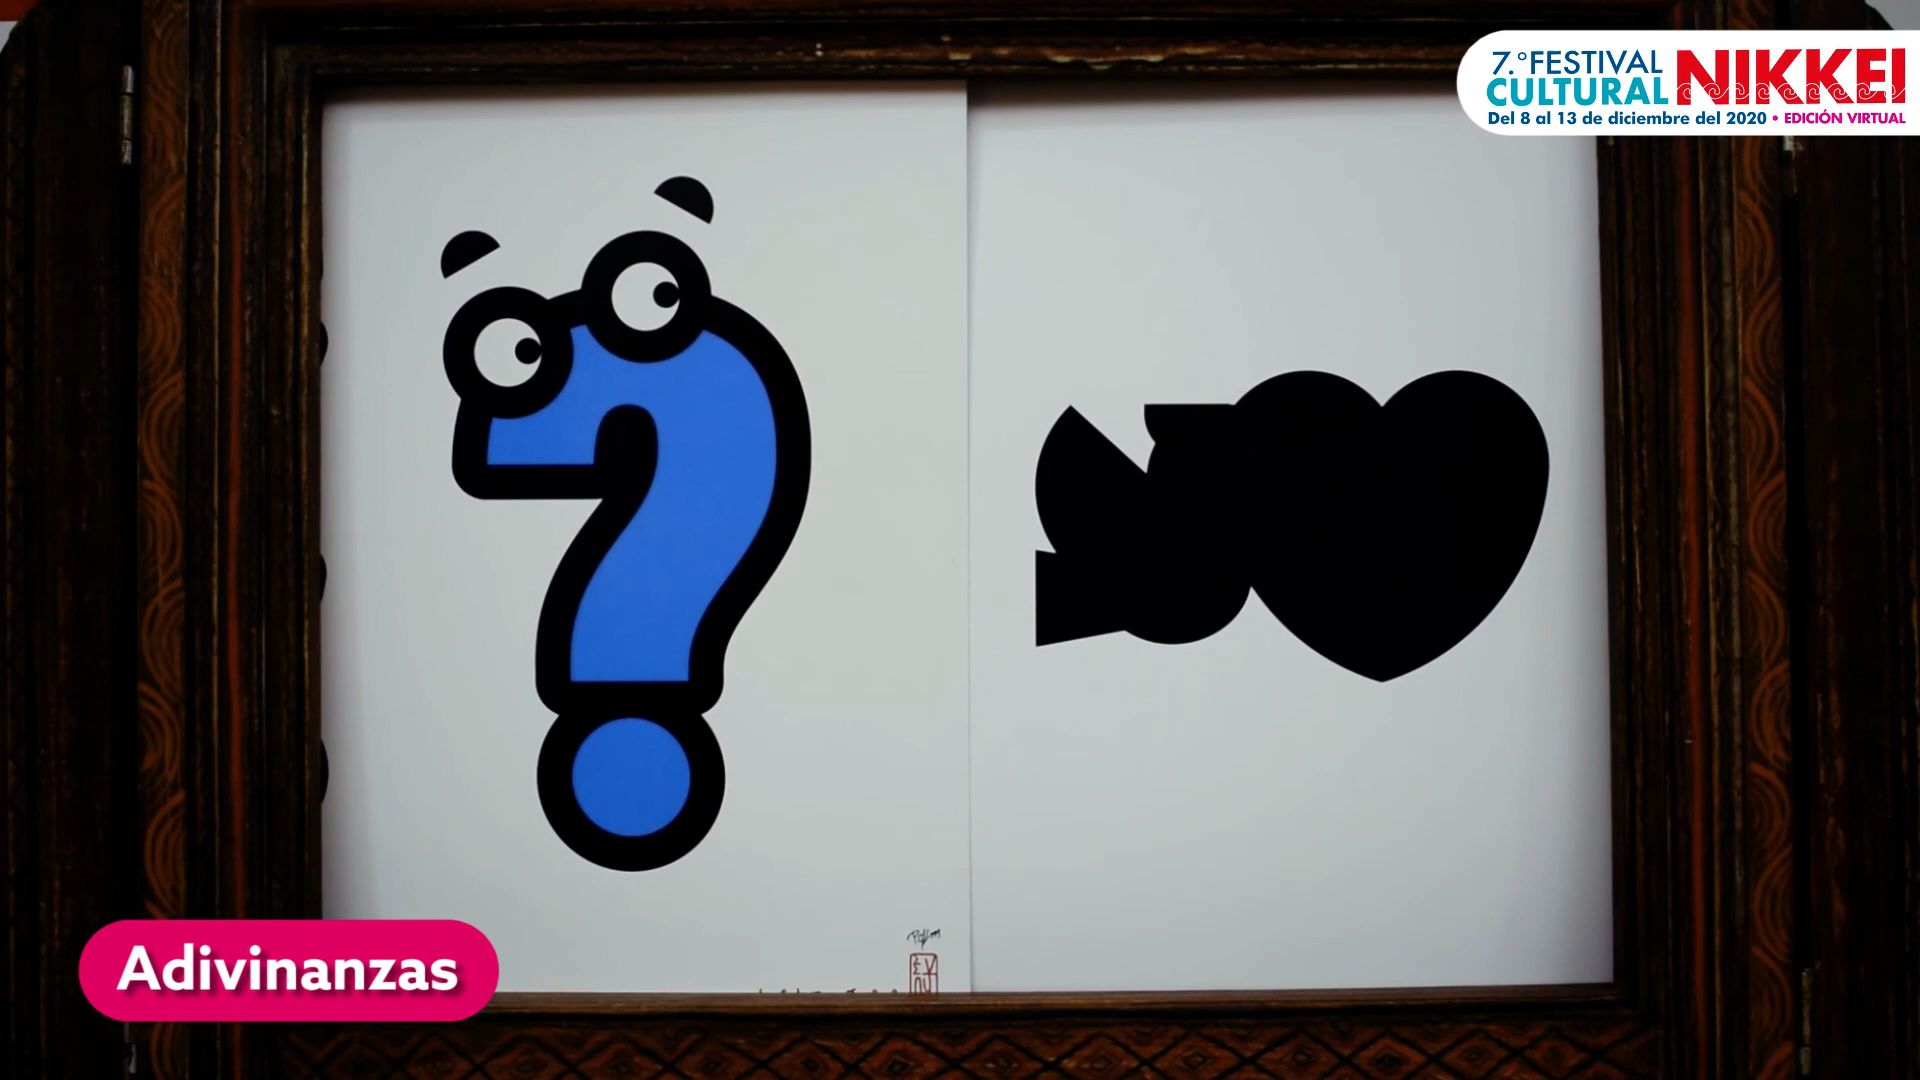 7.° FESTIVAL
CULTURAL NIKKEI
Del 8 al 13 de diciembre del 2020 • EDICIÓN VIRTUAL
Adivinanzas